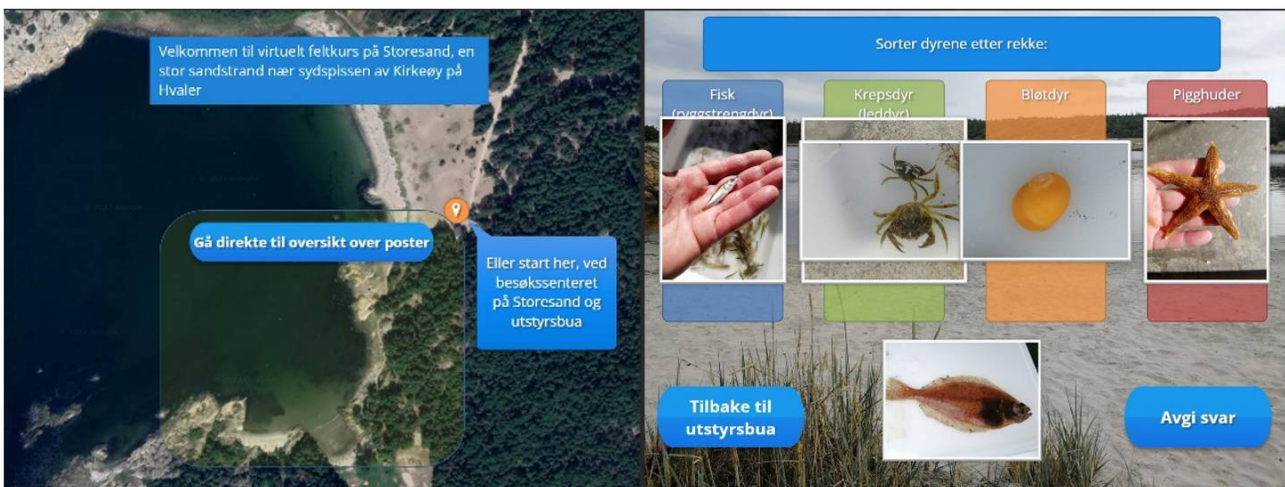 Velkommen til virtuelt feltkurs på Storesand, en
stor sandstrand nær sydspissen av Kirkeøy på
Hvaler
Gå direkte til oversikt over poster
Eller start her, ved
besøkssenteret
på Storesand og
utstyrsbua
Sorter dyrene etter rekke:
Fisk
(ryggstrengdyr)
Krepsdyr
(leddyr)
Bløtdyr
Pigghuder
Tilbake til
utstyrsbua
Avgi svar